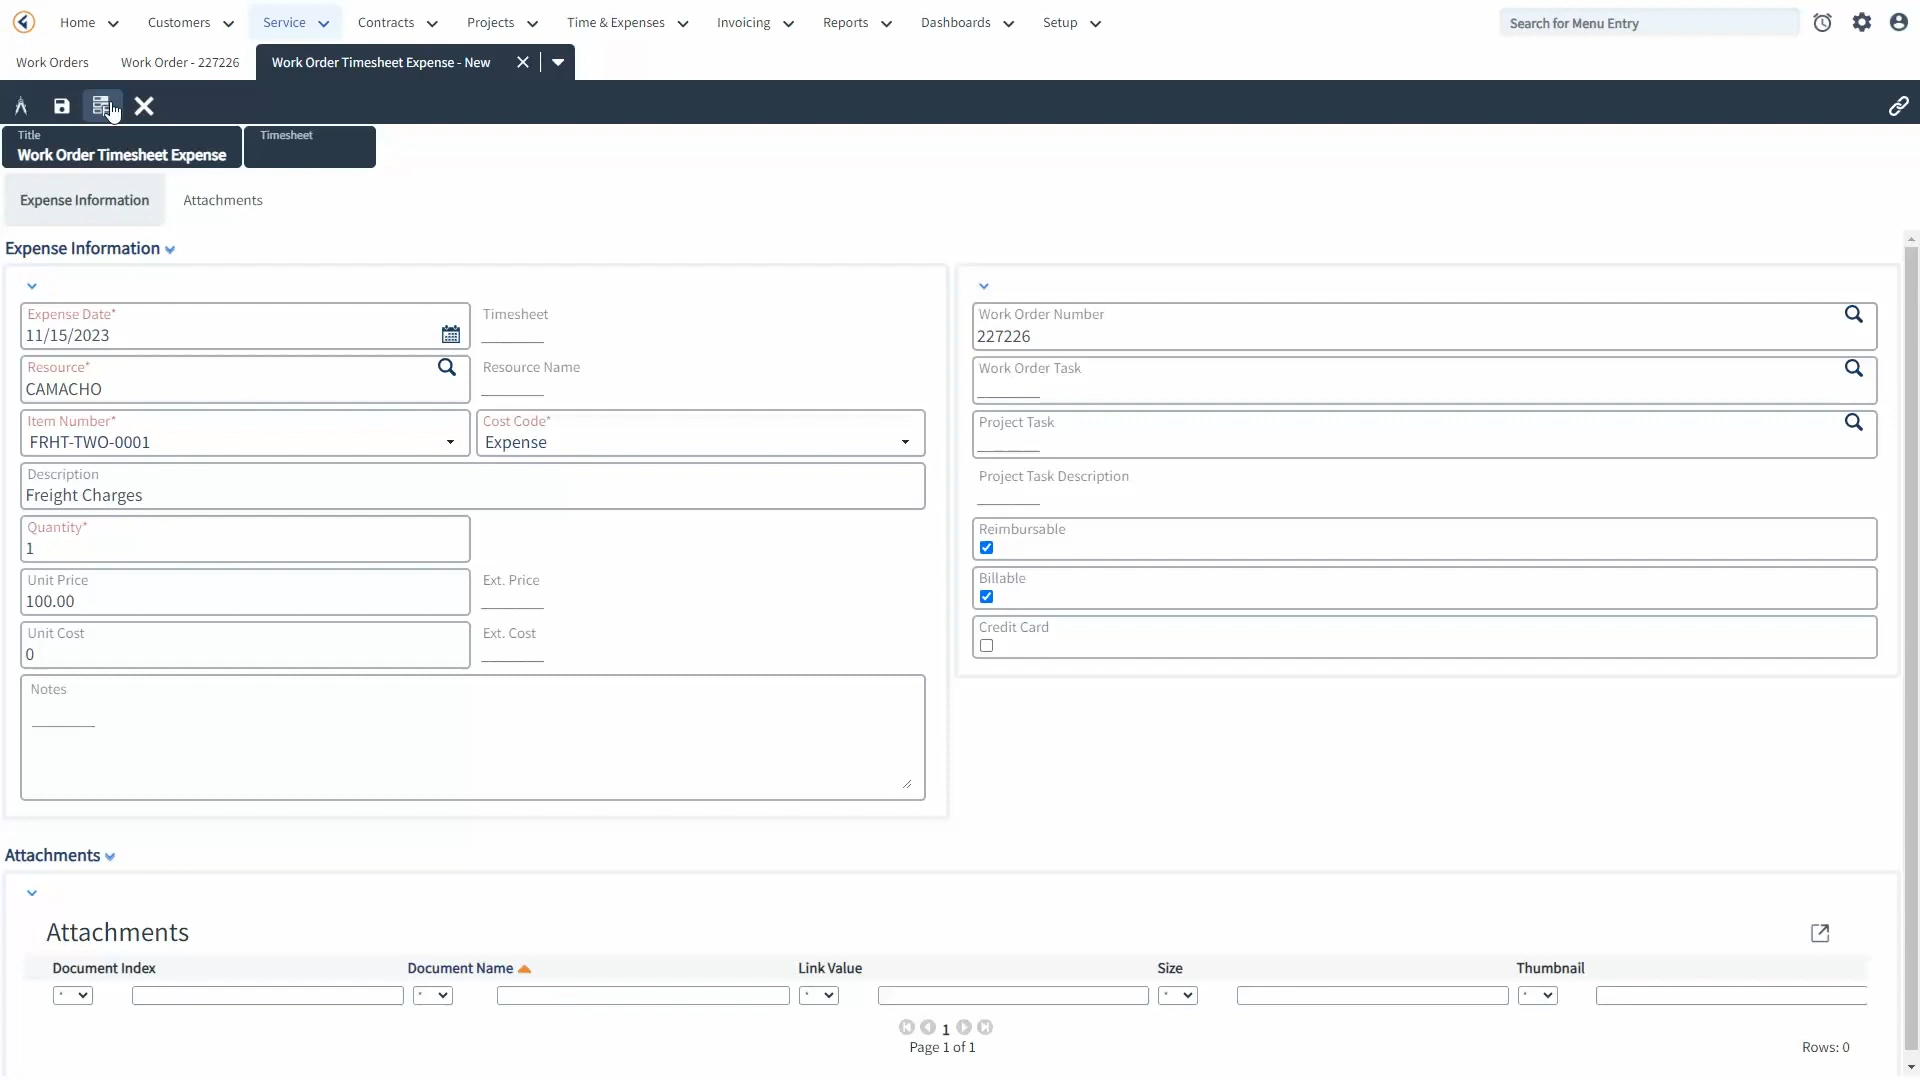 Home Customers Service Contracts Projects Time & Expenses Invoicing Reports Dashboards Setup Search for Menu Entry
Work Orders Work Order - 227226 Work Order Timesheet Expense - New
Title
Work Order Timesheet Expense
Timesheet
Expense Information Attachments
Expense Information
Expense Date*
11/15/2023
Timesheet
Resource*
CAMACHO
Resource Name
Item Number*
FRHT-TWO-0001
Cost Code*
Expense
Description
Freight Charges
Quantity*
1
Unit Price
100.00
Ext. Price
Unit Cost
0
Ext. Cost
Notes
Work Order Number
227226
Work Order Task
Project Task
Project Task Description
Reimbursable
Billable
Credit Card
Attachments
Attachments
Document Index Document Name Link Value Size Thumbnail
* * * * *
1
Page 1 of 1
Rows: 0